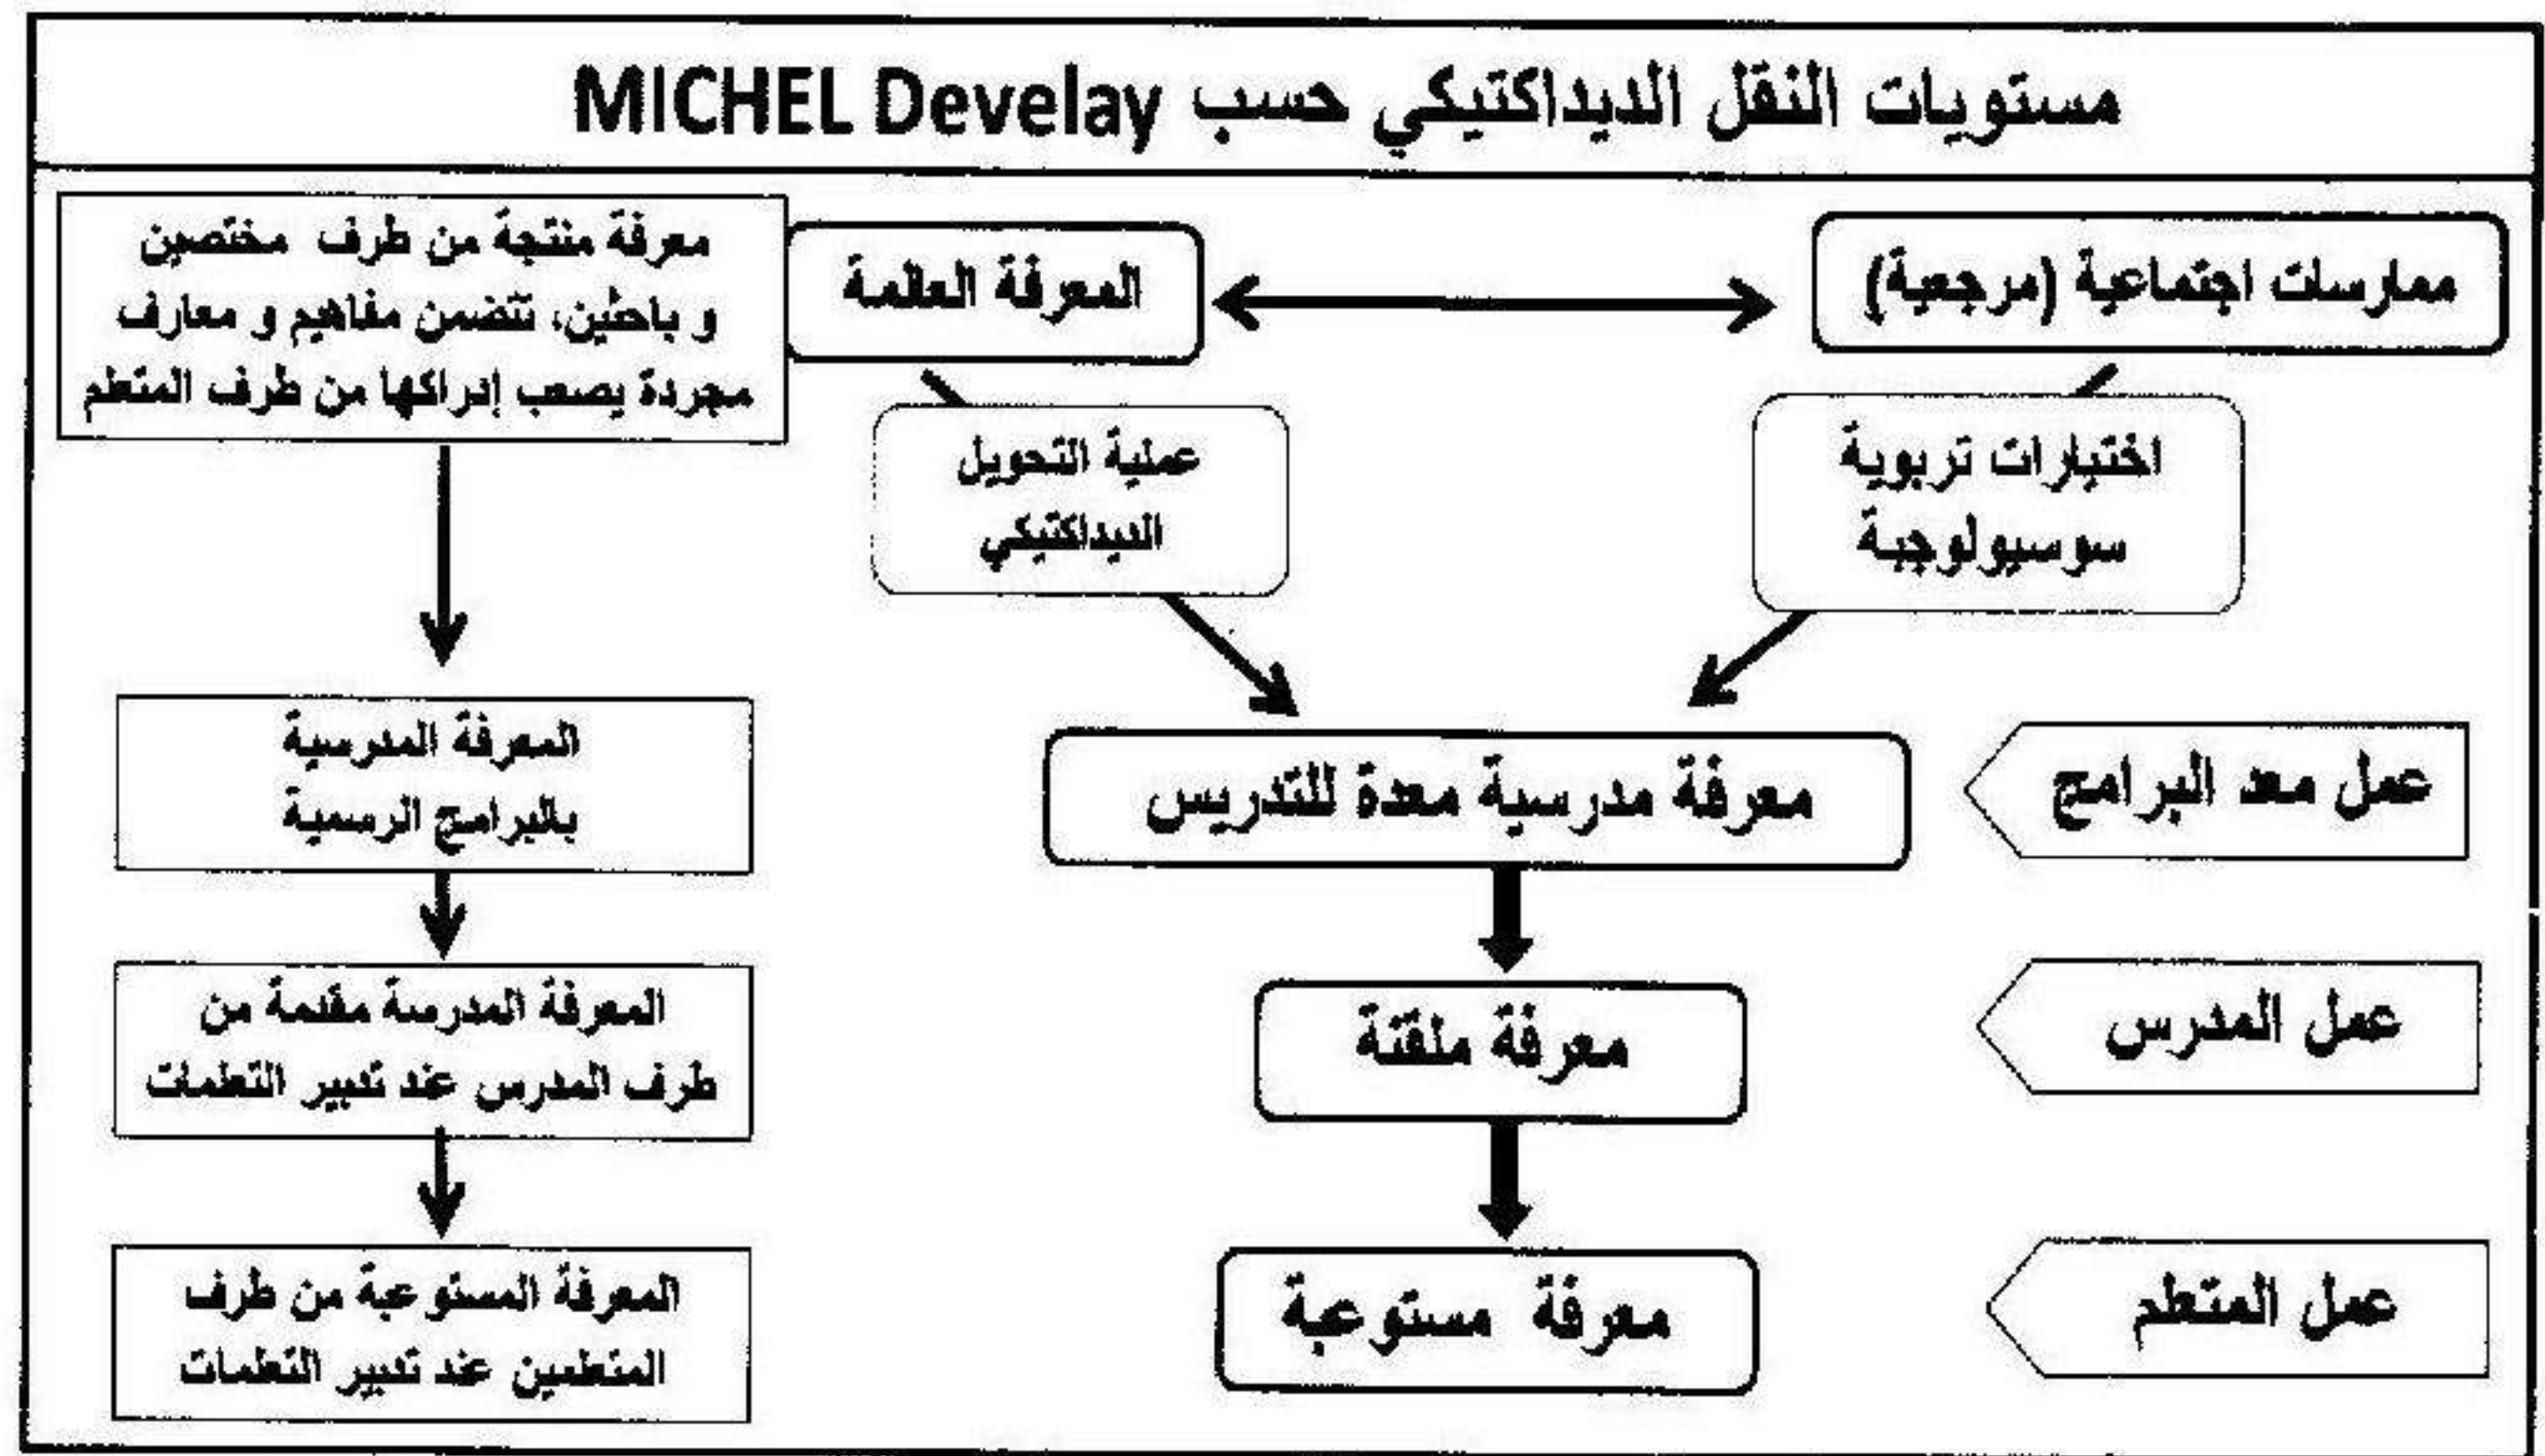 مستويات النقل الديداكتيكي حسب MICHEL Develay
ممارسات اجتماعية (مرجعية)
المعرفة العالمة
معرفة منتجة من طرف مختصين
و باحثين، تتضمن مفاهيم و معارف
مجردة يصعب إدراكها من طرف المتعلم
اختبارات تربوية
سوسيولوجية
عملية التحويل
الديداكتيكي
عمل معد البرامج
معرفة مدرسية معدة للتدريس
المعرفة المدرسية
بالبرامج الرسمية
عمل المدرس
معرفة ملقنة
المعرفة المدرسة مقدمة من
طرف المدرس عند تدبير التعلمات
عمل المتعلم
معرفة مستوعبة
المعرفة المستوعبة من طرف
المتعلمين عند تدبير التعلمات